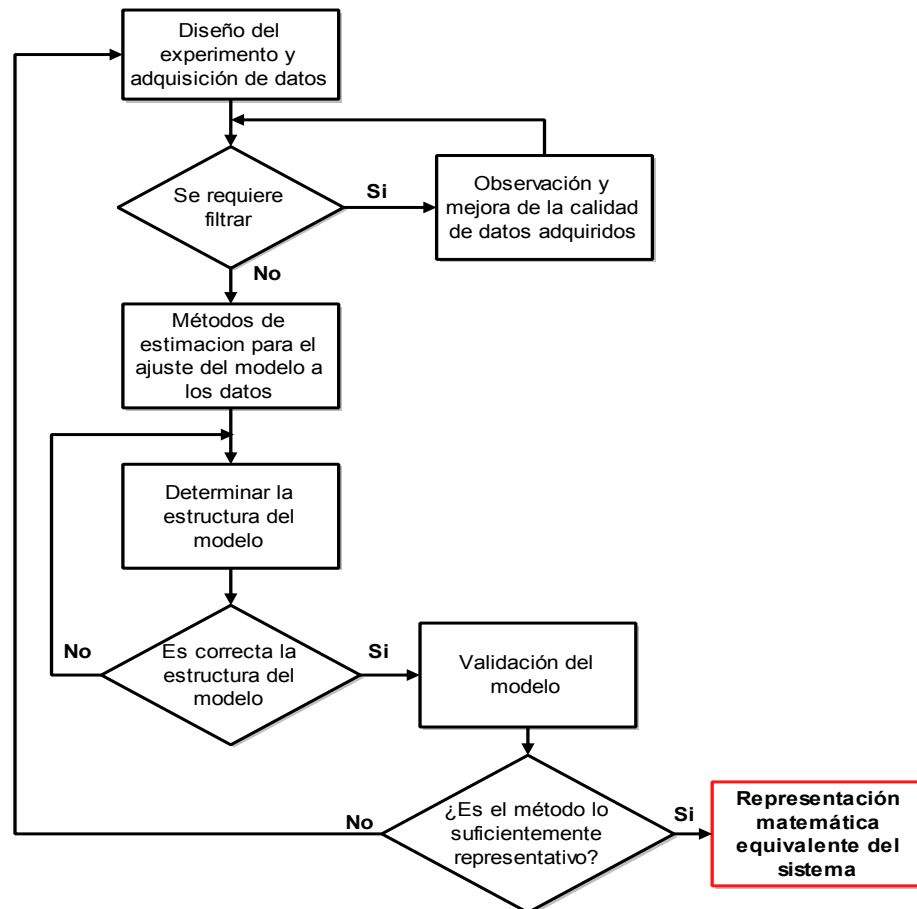 Diseño del
experimento y
adquisición de datos
Se requiere
filtrar
Si
Observación y
mejora de la calidad
de datos adquiridos
No
Métodos de
estimacion para el
ajuste del modelo a
los datos
Determinar la
estructura del
modelo
No
Es correcta la
estructura del
modelo
Si
Validación del
modelo
No
¿Es el método lo
suficientemente
representativo?
Si
Representación
matemática
equivalente del
sistema